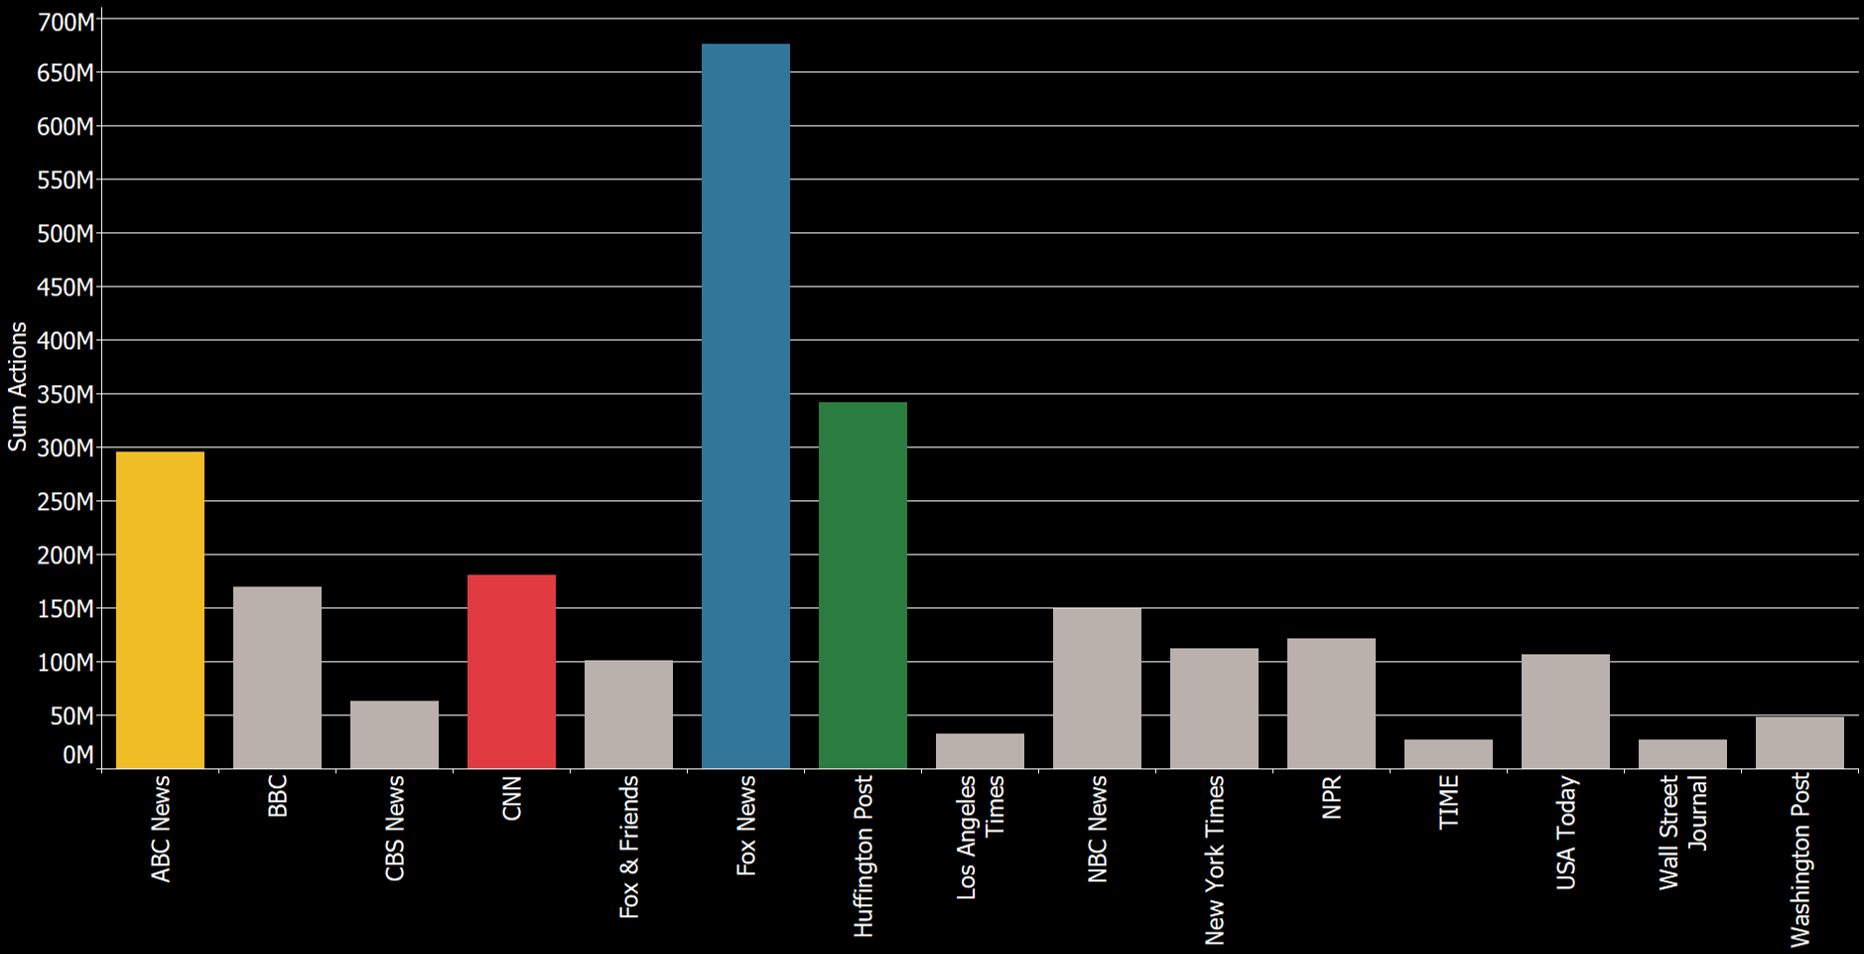 700M
650M
600M
550M
500M
450M
400M
350M
300M
250M
200M
150M
100M
50M
0M
Sum Actions
ABC News
BBC
CBS News
CNN
Fox & Friends
Fox News
Huffington Post
Los Angeles
Times
NBC News
New York Times
NPR
TIME
USA Today
Wall Street
Journal
Washington Post